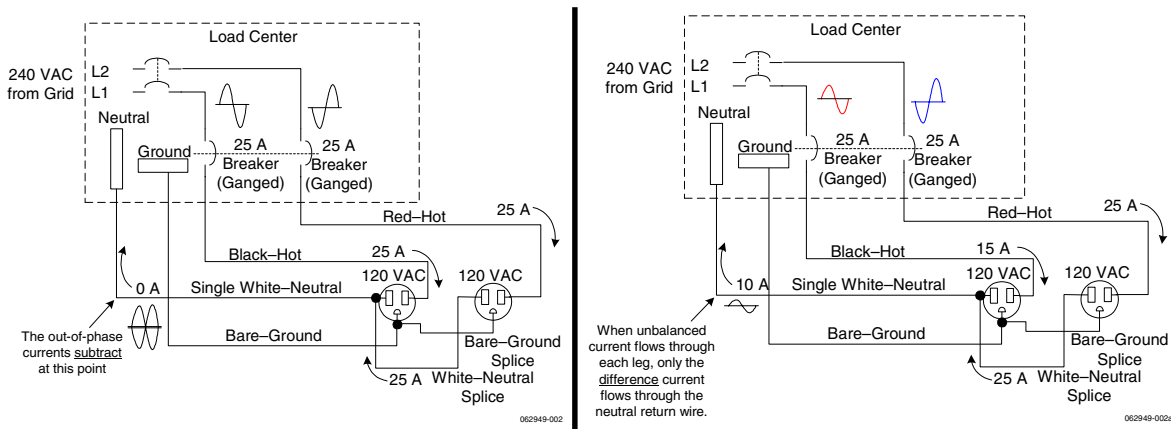 Load Center
240 VAC
from Grid
L2
L1
Neutral
Ground
25 A
Breaker
(Ganged)
25 A
Breaker
(Ganged)
25 A
Red–Hot
25 A
Black–Hot
120 VAC
120 VAC
0 A
Single White–Neutral
The out-of-phase
currents subtract
at this point
Bare–Ground
Bare–Ground
Splice
25 A
White–Neutral
Splice
062949-002
Load Center
240 VAC
from Grid
L2
L1
Neutral
Ground
25 A
Breaker
(Ganged)
25 A
Breaker
(Ganged)
25 A
Red–Hot
15 A
Black–Hot
120 VAC
120 VAC
10 A
Single White–Neutral
When unbalanced
current flows through
each leg, only the
difference current
flows through the
neutral return wire.
Bare–Ground
Bare–Ground
Splice
25 A
White–Neutral
Splice
062949-002a